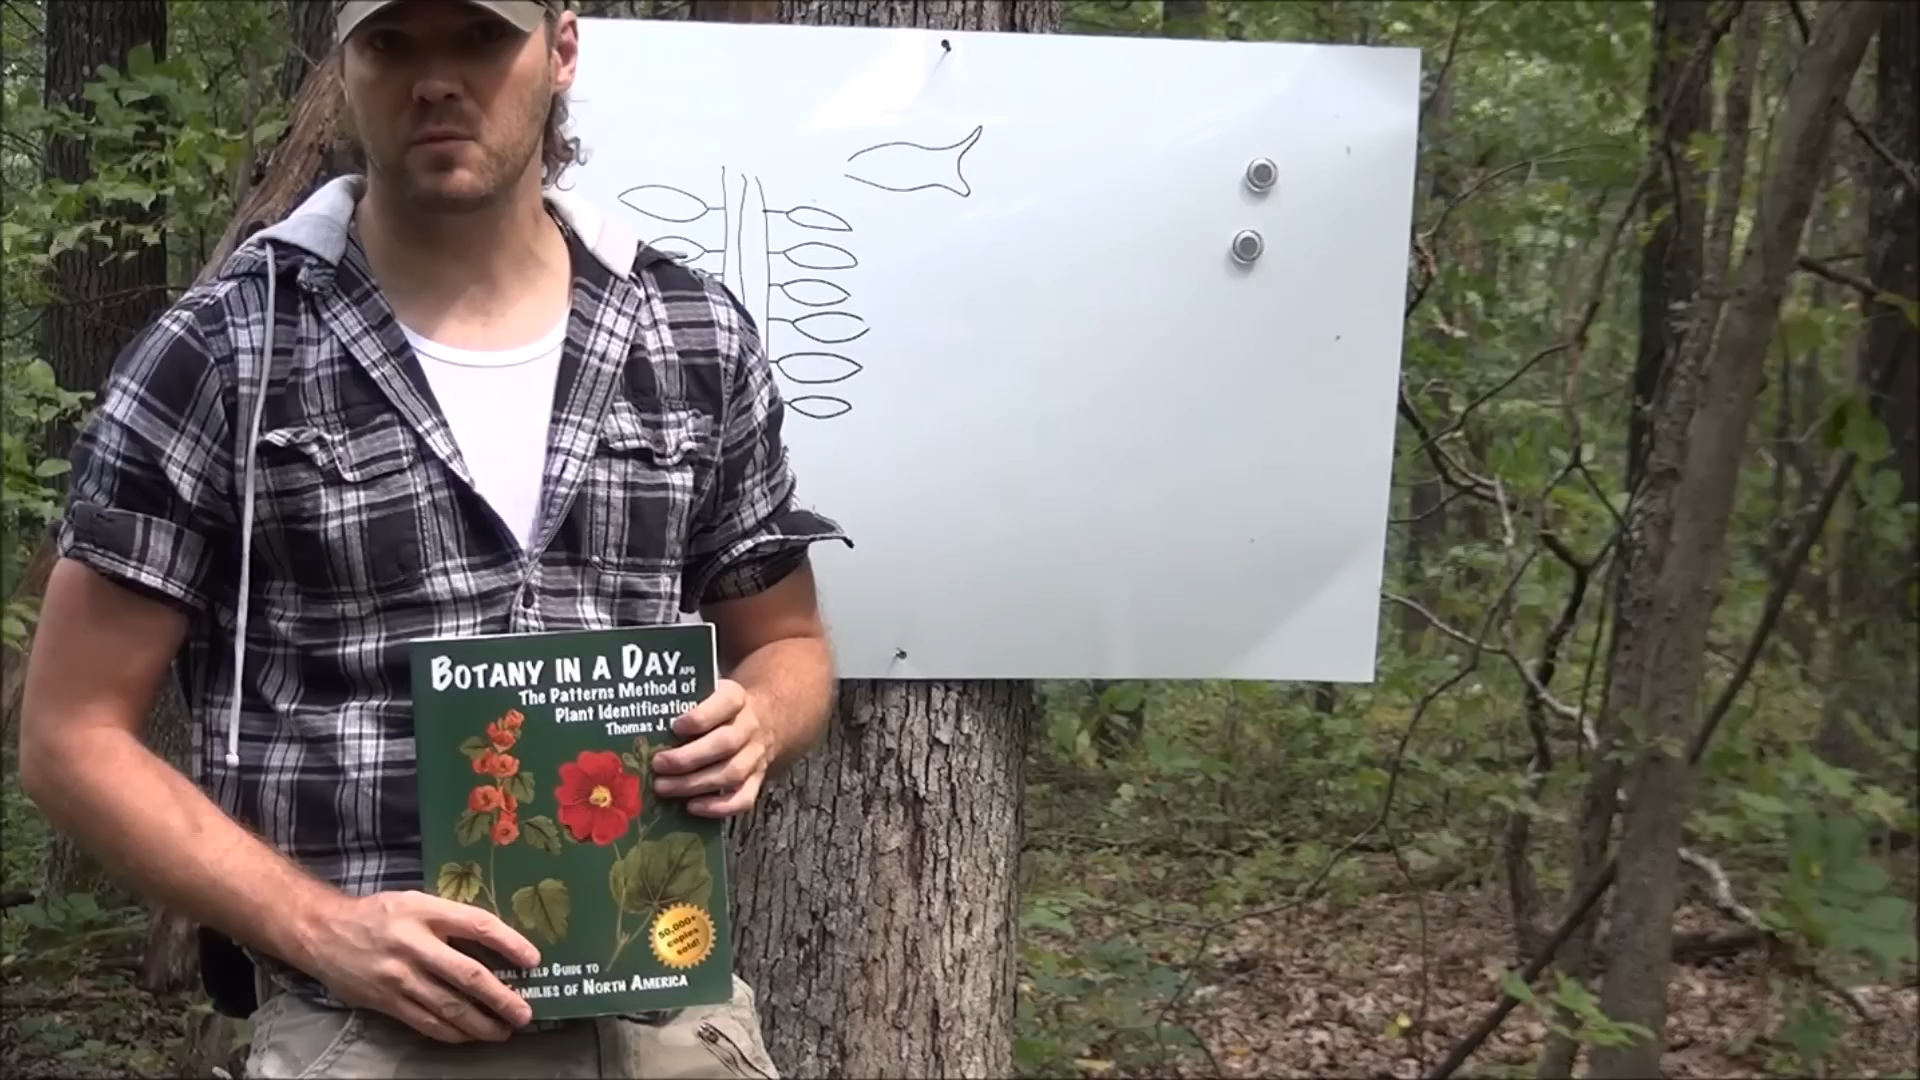 BOTANY IN A DAY APG
The Patterns Method of
Plant Identification
Thomas J.
50,000+
copies
sold!
FIELD GUIDE TO
FAMILIES OF NORTH AMERICA